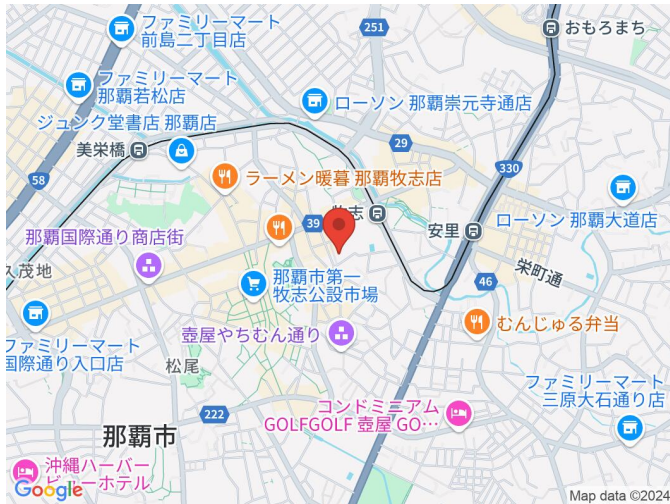 ファミリーマート
前島二丁目店
251
おもろまち
ファミリーマート
那覇若松店
ローソン 那覇崇元寺通店
ジュンク堂書店 那覇店
美栄橋
29
330
58
ラーメン暖暮 那覇牧志店
39
牧志
安里
ローソン 那覇大道店
那覇国際通り商店街
久茂地
栄町通
46
那覇市第一
牧志公設市場
むんじゅる弁当
壺屋やちむん通り
ファミリーマート
国際通り入口店
松尾
ファミリーマート
三原大石通り店
コンドミニアム
GOLFGOLF 壺屋 GO…
222
那覇市
沖縄ハーバー
ビューホテル
Google
Map data ©2024